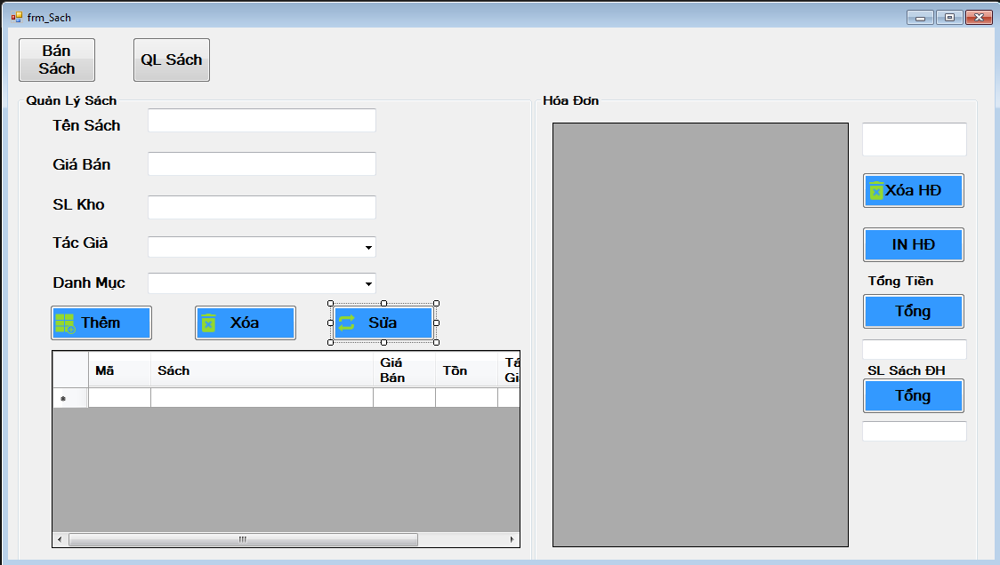 frm_Sach
Bán
Sách
QL Sách
Quản Lý Sách
Tên Sách
Giá Bán
SL Kho
Tác Giả
Danh Mục
Thêm
Xóa
Sửa
Mã
Sách
Giá
Bán
Tồn
Tá
Gi
*
Hóa Đơn
Xóa HĐ
IN HĐ
Tổng Tiền
Tổng
SL Sách ĐH
Tổng